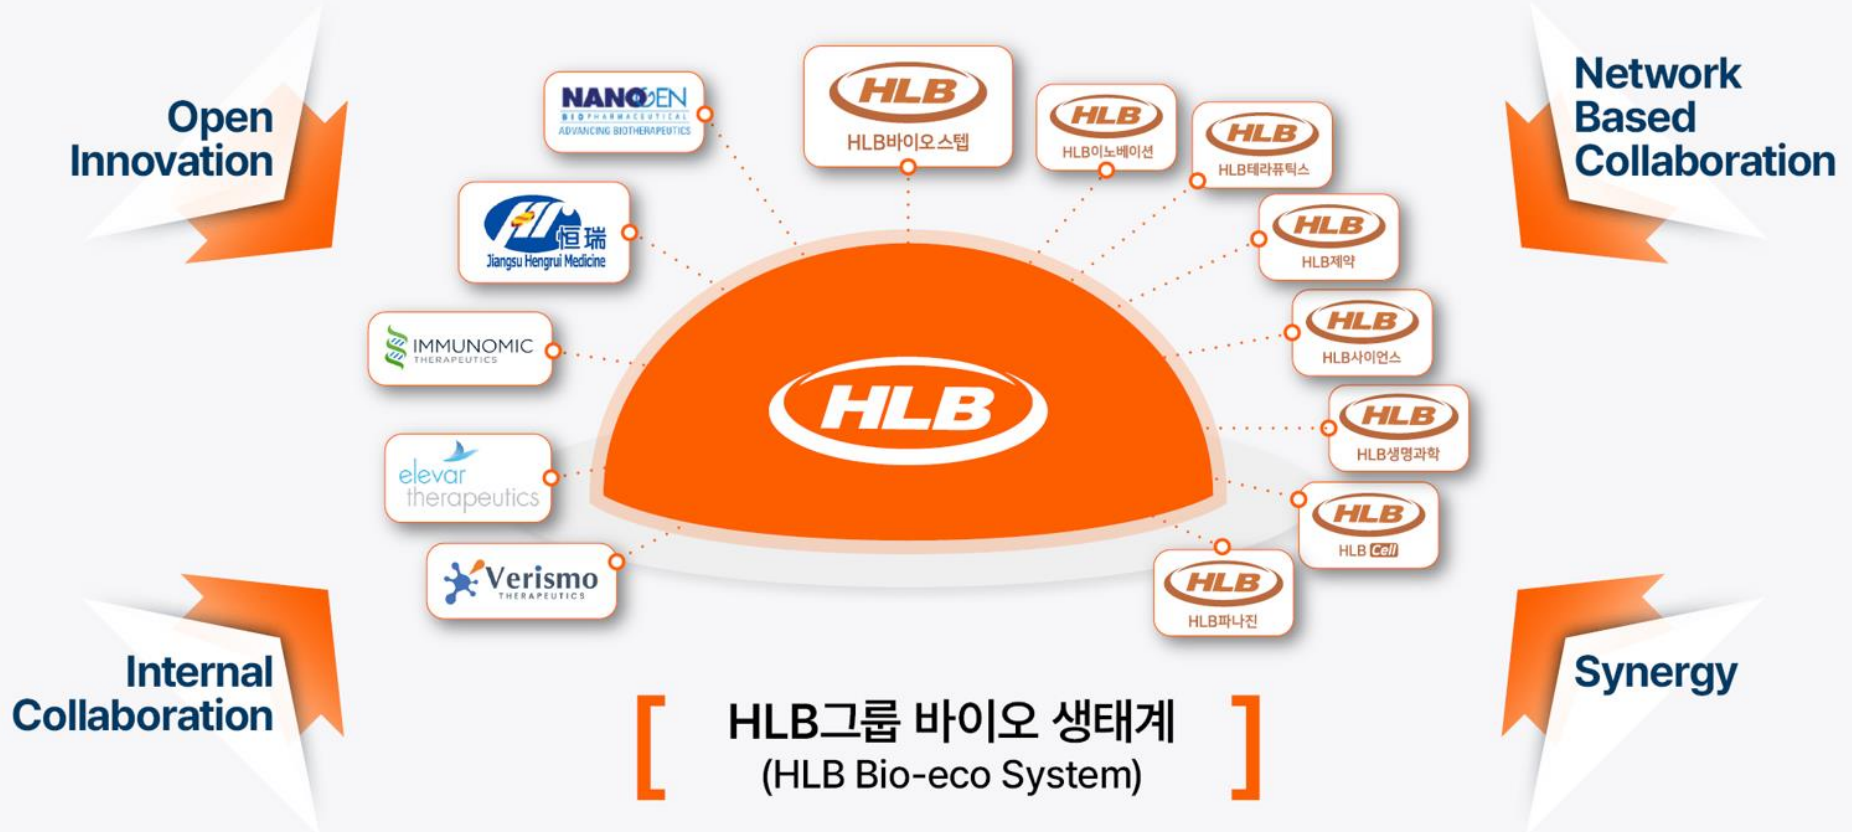 Open
Innovation
Network
Based
Collaboration
NANOGEN
BIOPHARMACEUTICAL
ADVANCING BIOTHERAPEUTICS
HLB
HLB바이오스텝
HLB
HLB이노베이션
HLB
HLB테라퓨틱스
恒瑞
Jiangsu Hengrui Medicine
HLB
HLB제약
IMMUNOMIC
THERAPEUTICS
HLB
HLB사이언스
HLB
HLB
HLB생명과학
elevar
therapeutics
HLB
HLB Cell
Verismo
THERAPEUTICS
HLB
HLB파나진
Internal
Collaboration
Synergy
HLB그룹 바이오 생태계
(HLB Bio-eco System)